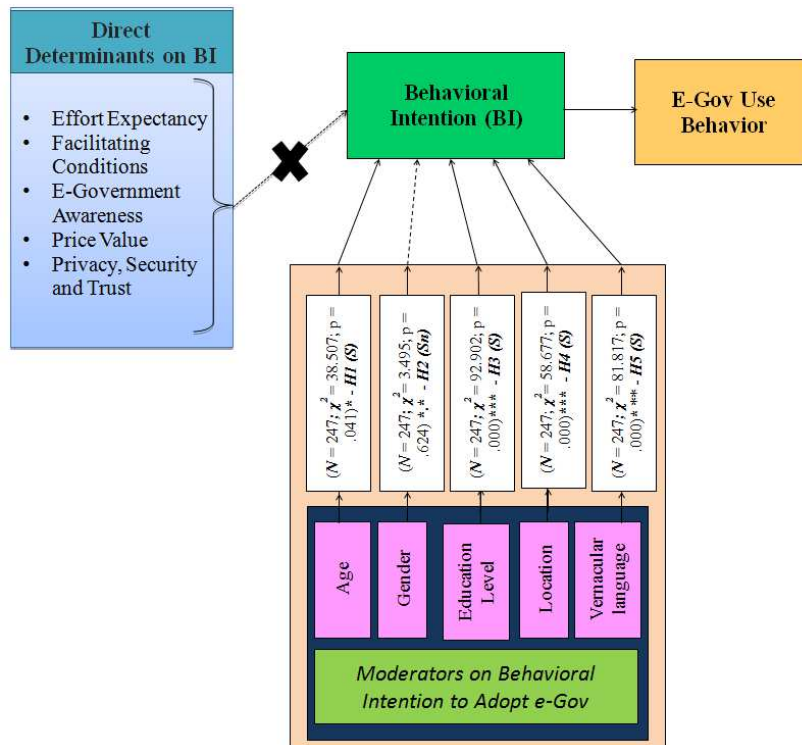 Direct
Determinants on BI
• Effort Expectancy
• Facilitating
Conditions
• E-Government
Awareness
• Price Value
• Privacy, Security
and Trust
Behavioral
Intention (BI)
E-Gov Use
Behavior
(N = 247; χ² = 38.507; p =
.041)* - H1 (S)
(N = 247; χ² = 3.495; p =
.624) *,* - H2 (Sn)
(N = 247; χ² = 92.902; p =
.000)*** - H3 (S)
(N = 247; χ² = 58.677; p =
.000)*** - H4 (S)
(N = 247; χ² = 81.817; p =
.000)* ** - H5 (S)
Age
Gender
Education
Level
Location
Vernacular
language
Moderators on Behavioral
Intention to Adopt e-Gov